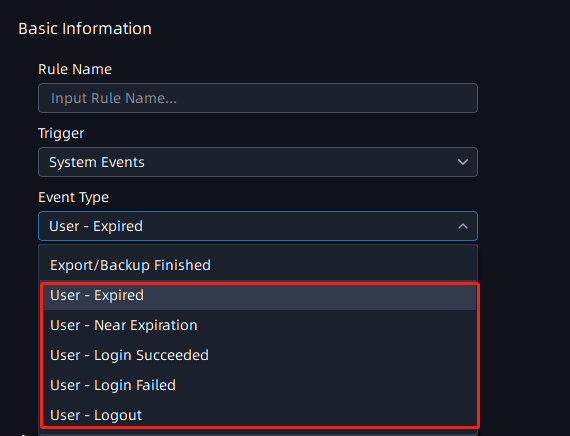 Basic Information
Rule Name
Input Rule Name...
Trigger
System Events
Event Type
User - Expired
Export/Backup Finished
User - Expired
User - Near Expiration
User - Login Succeeded
User - Login Failed
User - Logout